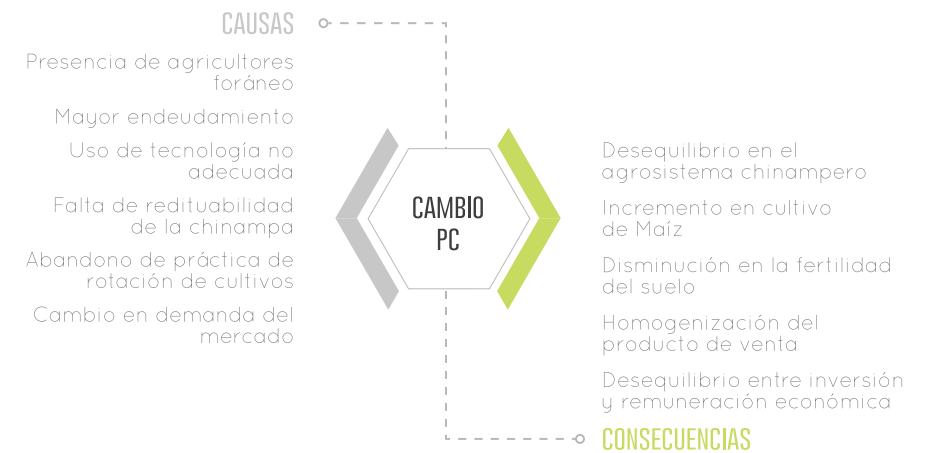 CAUSAS
Presencia de agricultores
foráneo
Mayor endeudamiento
Uso de tecnología no
adecuada
Falta de redituabilidad
de la chinampa
Abandono de práctica de
rotación de cultivos
Cambio en demanda del
mercado
CAMBIO
PC
Desequilibrio en el
agrosistema chinampero
Incremento en cultivo
de Maíz
Disminución en la fertilidad
del suelo
Homogenización del
producto de venta
Desequilibrio entre inversión
y remuneración económica
CONSECUENCIAS